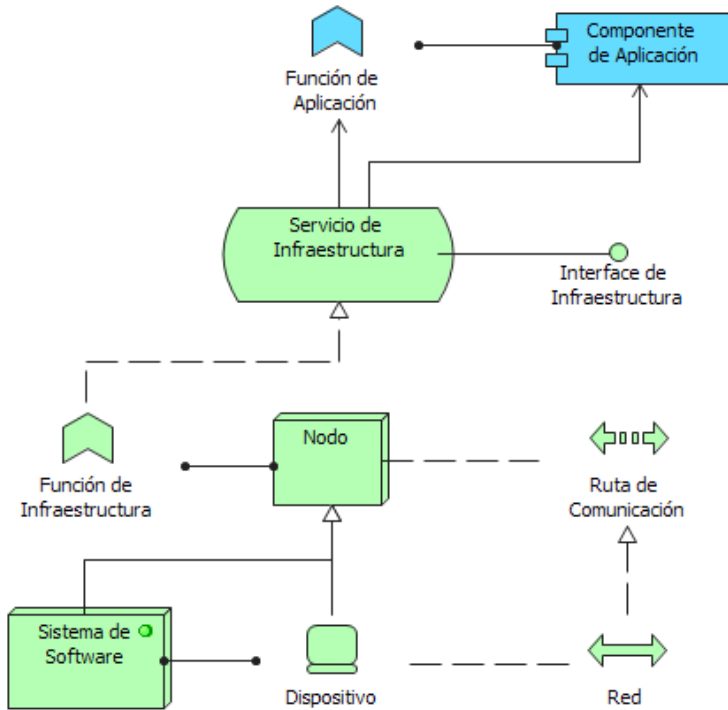 Componente
de Aplicación
Función de
Aplicación
Servicio de
Infraestructura
Interface de
Infraestructura
Nodo
Función de
Infraestructura
Ruta de
Comunicación
Sistema de
Software
Dispositivo
Red